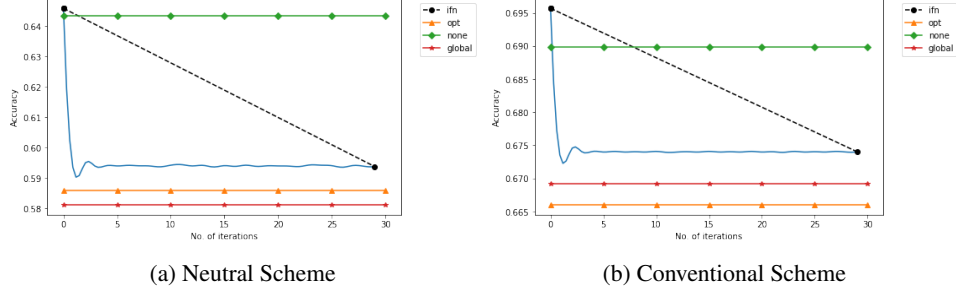 0.64
0.63
0.62
0.61
0.60
0.59
0.58
Accuracy
0 5 10 15 20 25 30
No. of iterations
ifn
opt
none
global
(a) Neutral Scheme
0.695
0.690
0.685
0.680
0.675
0.670
0.665
Accuracy
0 5 10 15 20 25 30
No. of iterations
ifn
opt
none
global
(b) Conventional Scheme